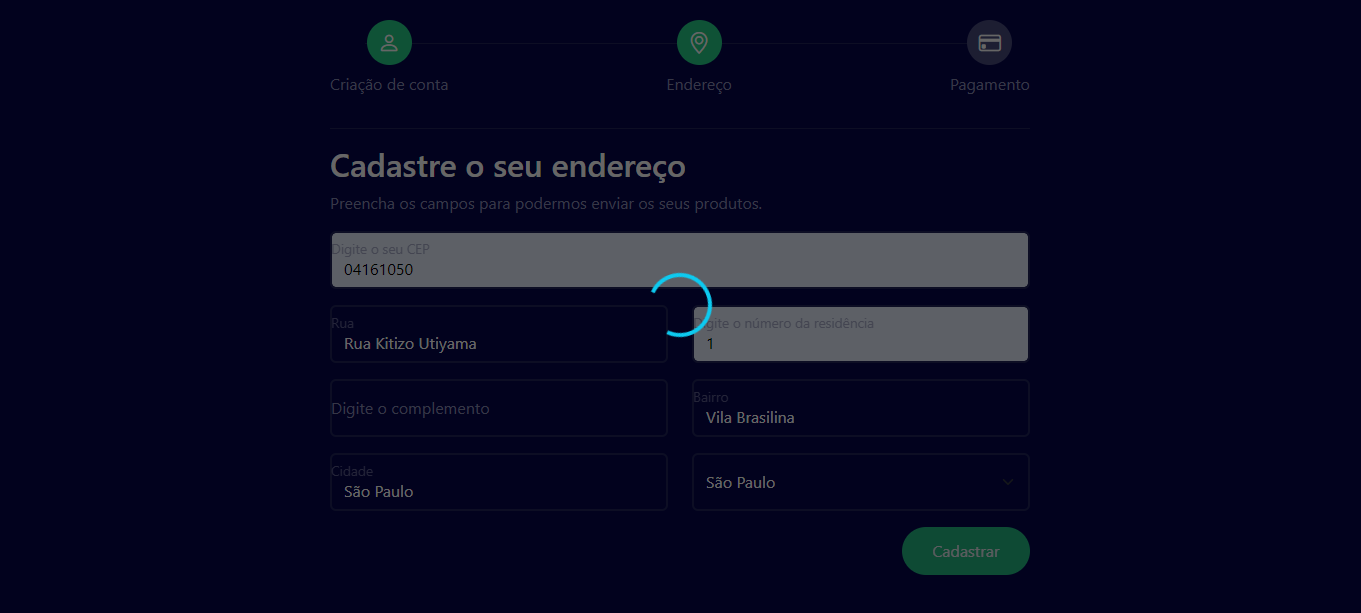 Criação de conta
Endereço
Pagamento
Cadastre o seu endereço
Preencha os campos para podermos enviar os seus produtos.
Digite o seu CEP
04161050
Rua
Rua Kitizo Utiyama
Digite o número da residência
1
Digite o complemento
Bairro
Vila Brasilina
Cidade
São Paulo
São Paulo
Cadastrar